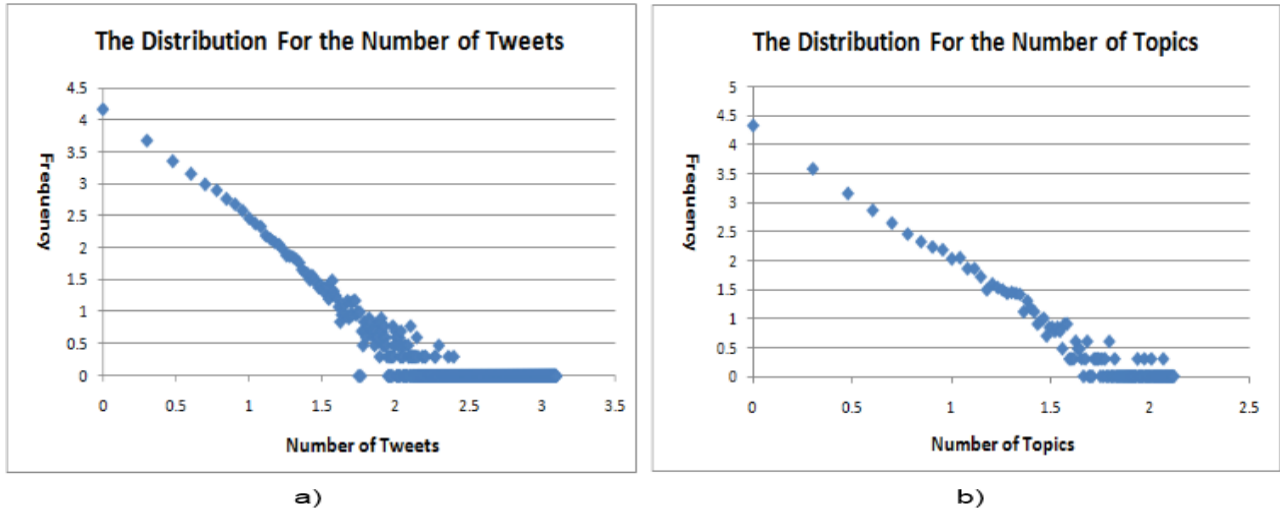 The Distribution For the Number of Tweets
4.5
4
3.5
3
2.5
2
1.5
1
0.5
0
Frequency
0 0.5 1 1.5 2 2.5 3 3.5
Number of Tweets
a)
The Distribution For the Number of Topics
5
4.5
4
3.5
3
2.5
2
1.5
1
0.5
0
Frequency
0 0.5 1 1.5 2 2.5
Number of Topics
b)